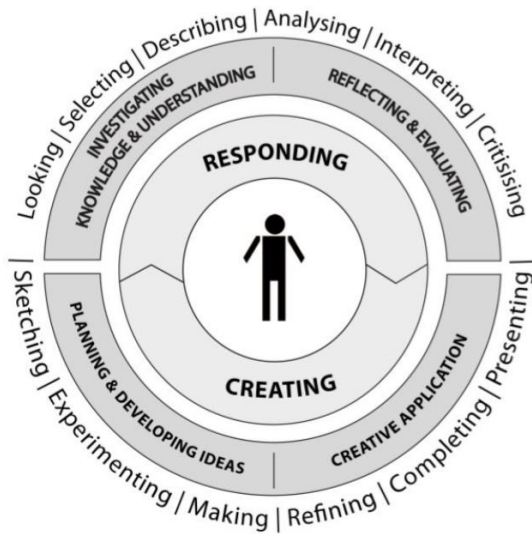 Looking | Selecting | Describing | Analysing | Interpreting | Critisising
INVESTIGATING
KNOWLEDGE & UNDERSTANDING
REFLECTING & EVALUATING
RESPONDING
CREATING
PLANNING & DEVELOPING IDEAS
CREATIVE APPLICATION
| Sketching | Experimenting | Making | Refining | Completing | Presenting |